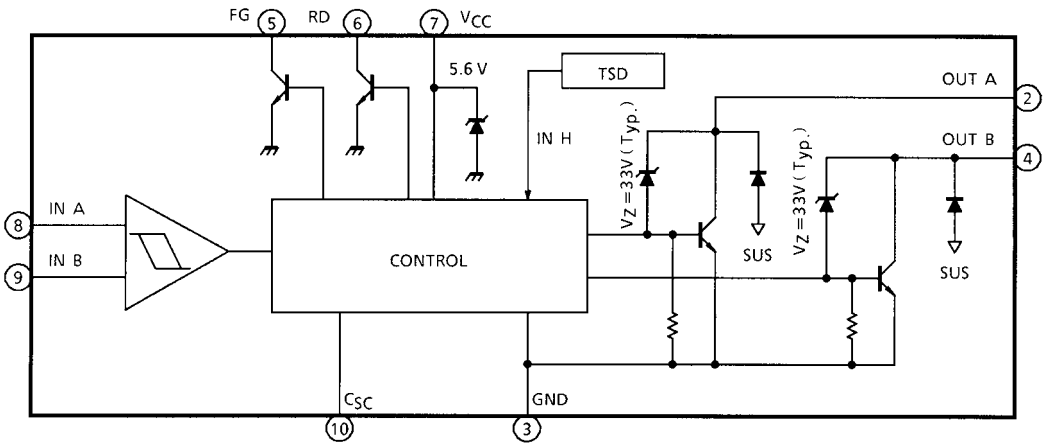 FG 5 RD 6 7 VCC
5.6 V
TSD
OUT A
2
IN H
VZ = 33V (Typ.)
OUT B
4
VZ = 33V (Typ.)
8
IN A
9
IN B
CONTROL
SUS
SUS
CSC
GND
10
3